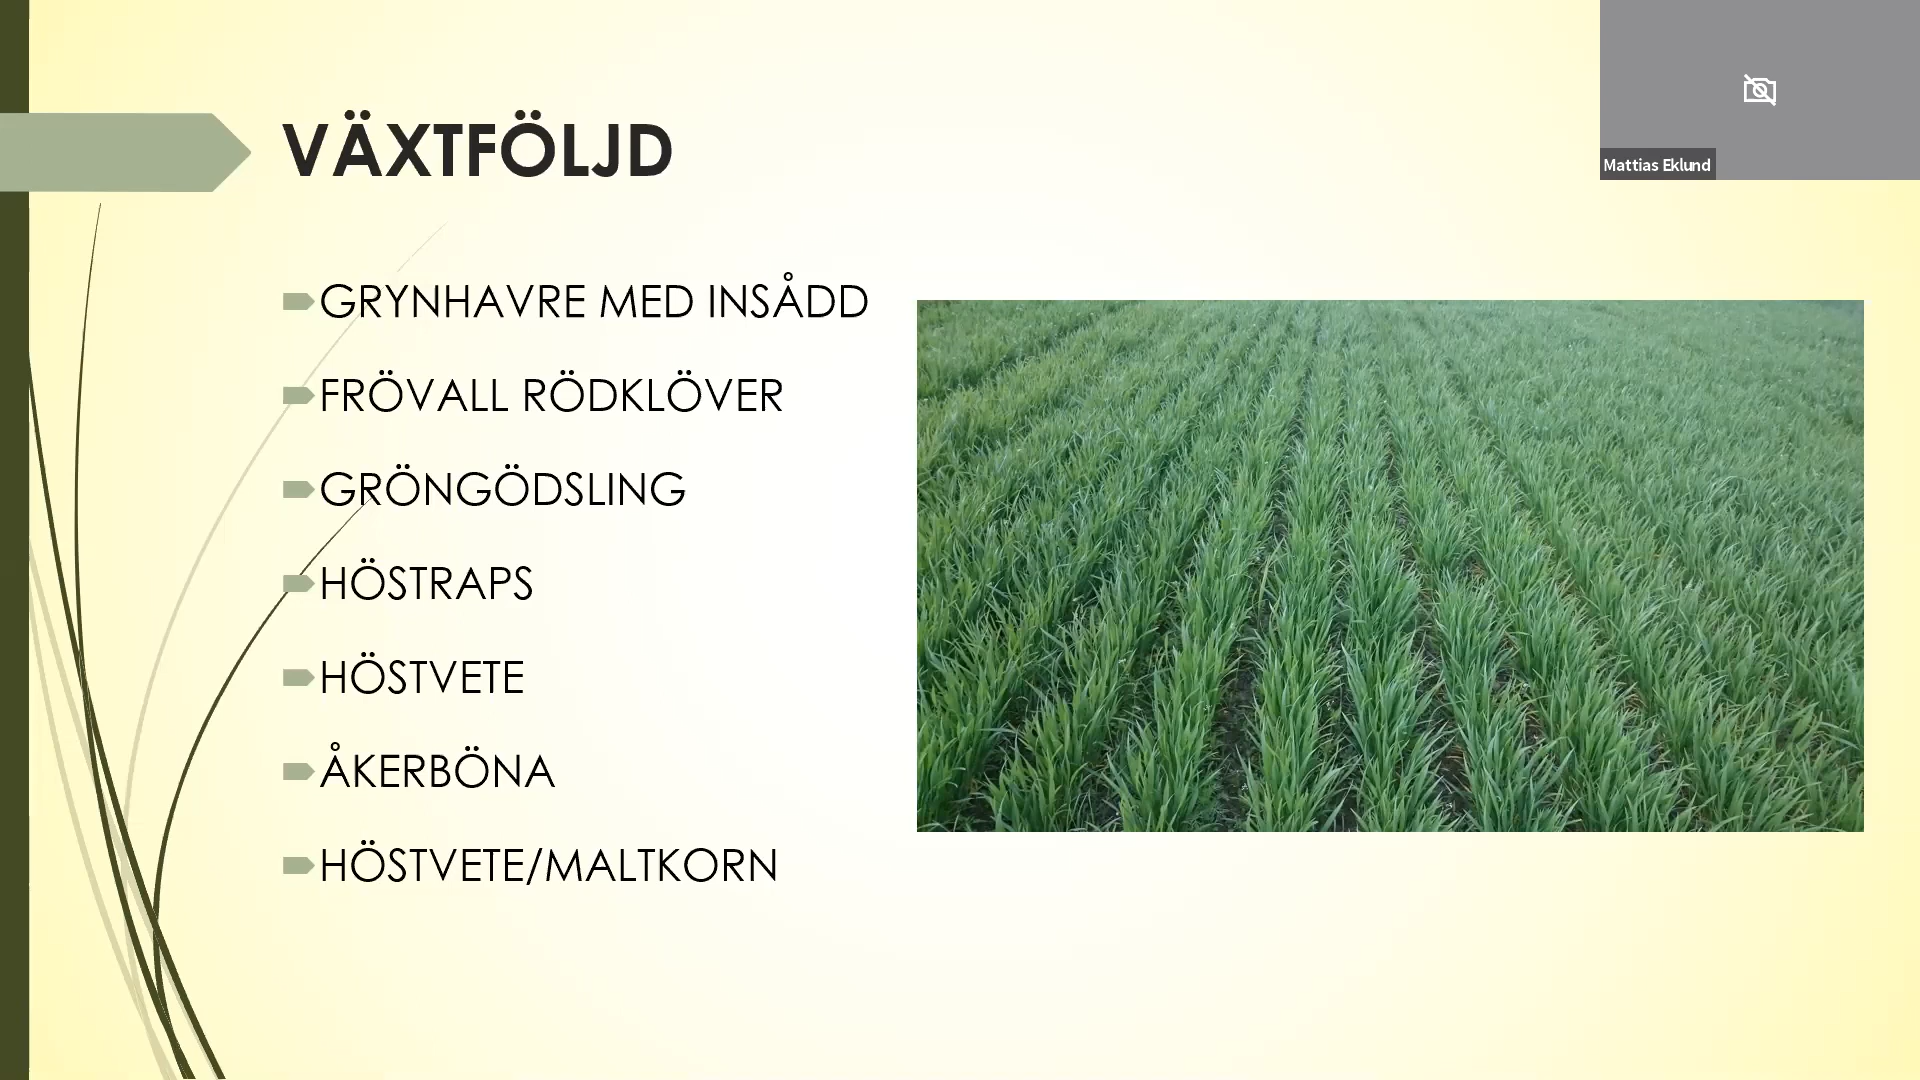 VÄXTFÖLJD
Mattias Eklund
GRYNHAVRE MED INSÅDD
FRÖVALL RÖDKLÖVER
GRÖNGÖDSLING
HÖSTRAPS
HÖSTVETE
ÅKERBÖNA
HÖSTVETE/MALTKORN